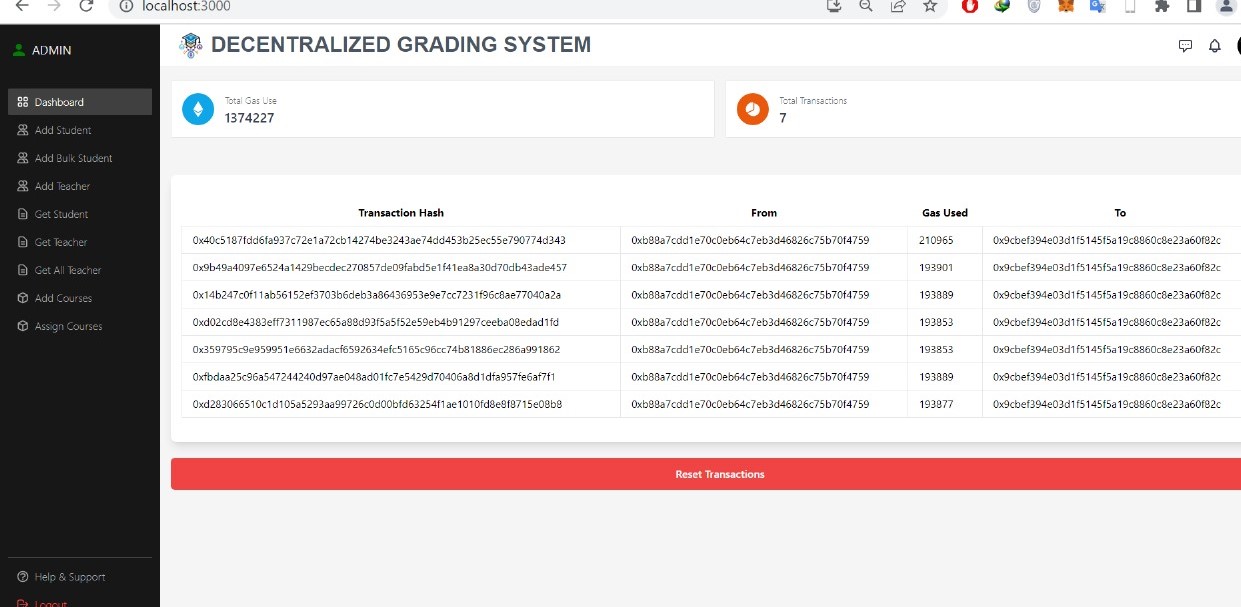 localhost:3000
ADMIN
Dashboard
Add Student
Add Bulk Student
Add Teacher
Get Student
Get Teacher
Get All Teacher
Add Courses
Assign Courses
Help & Support
Logout
DECENTRALIZED GRADING SYSTEM
Total Gas Use
1374227
Total Transactions
7
Transaction Hash From Gas Used To
0x40c5187fdd6fa937c72e1a72cb14274be3243ae74dd453b25ec55e790774d343 0xb88a7cdd1e70c0eb64c7eb3d46826c75b70f4759 210965 0x9cbef394e03d1f5145f5a19c8860c8e23a60f82c
0x9b49a4097e6524a1429becdec270857de09fabd5e1f41ea8a30d70db43ade457 0xb88a7cdd1e70c0eb64c7eb3d46826c75b70f4759 193901 0x9cbef394e03d1f5145f5a19c8860c8e23a60f82c
0x14b247c0f11ab56152ef3703b6deb3a86436953e9e7cc7231f96c8ae77040a2a 0xb88a7cdd1e70c0eb64c7eb3d46826c75b70f4759 193889 0x9cbef394e03d1f5145f5a19c8860c8e23a60f82c
0xd02cd8e4383eff7311987ec65a88d93f5a5f52e59eb4b91297ceeba08edad1fd 0xb88a7cdd1e70c0eb64c7eb3d46826c75b70f4759 193853 0x9cbef394e03d1f5145f5a19c8860c8e23a60f82c
0x359795c9e959951e6632adacf6592634efc5165c96cc74b81886ec286a991862 0xb88a7cdd1e70c0eb64c7eb3d46826c75b70f4759 193853 0x9cbef394e03d1f5145f5a19c8860c8e23a60f82c
0xfbdaa25c96a547244240d97ae048ad01fc7e5429d70406a8d1dfa957fe6af7f1 0xb88a7cdd1e70c0eb64c7eb3d46826c75b70f4759 193889 0x9cbef394e03d1f5145f5a19c8860c8e23a60f82c
0xd283066510c1d105a5293aa99726c0d00bfd63254f1ae1010fd8e8f8715e08b8 0xb88a7cdd1e70c0eb64c7eb3d46826c75b70f4759 193877 0x9cbef394e03d1f5145f5a19c8860c8e23a60f82c
Reset Transactions